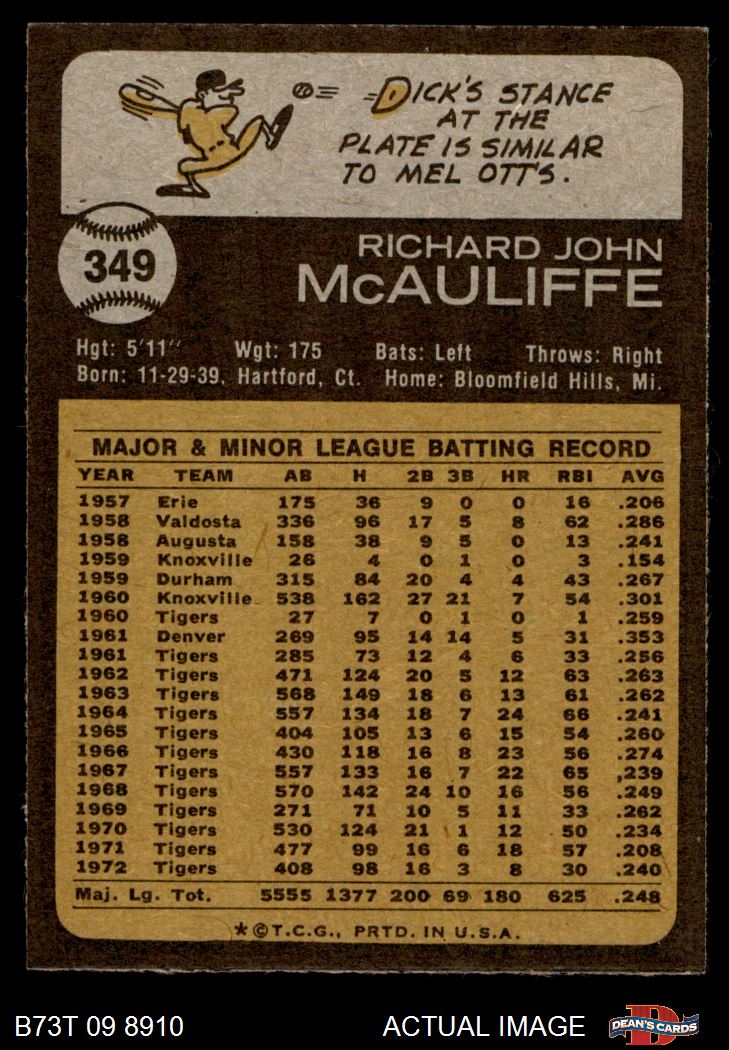 DICK'S STANCE
AT THE
PLATE IS SIMILAR
TO MEL OTT'S.
349
RICHARD JOHN
McAULIFFE
Hgt: 5'11" Wgt: 175 Bats: Left Throws: Right
Born: 11-29-39, Hartford, Ct. Home: Bloomfield Hills, Mi.
MAJOR & MINOR LEAGUE BATTING RECORD
YEAR TEAM AB H 2B 3B HR RBI AVG
1957 Erie 175 36 9 0 0 16 .206
1958 Valdosta 336 96 17 5 8 62 .286
1958 Augusta 158 38 9 5 0 13 .241
1959 Knoxville 26 4 0 1 0 3 .154
1959 Durham 315 84 20 4 4 43 .267
1960 Knoxville 538 162 27 21 7 54 .301
1960 Tigers 27 7 0 1 0 1 .259
1961 Denver 269 95 14 14 5 31 .353
1961 Tigers 285 73 12 4 6 33 .256
1962 Tigers 471 124 20 5 12 63 .263
1963 Tigers 568 149 18 6 13 61 .262
1964 Tigers 557 134 18 7 24 66 .241
1965 Tigers 404 105 13 6 15 54 .260
1966 Tigers 430 118 16 8 23 56 .274
1967 Tigers 557 133 16 7 22 65 ,239
1968 Tigers 570 142 24 10 16 56 .249
1969 Tigers 271 71 10 5 11 33 .262
1970 Tigers 530 124 21 1 12 50 .234
1971 Tigers 477 99 16 6 18 57 .208
1972 Tigers 408 98 16 3 8 30 .240
Maj. Lg. Tot. 5555 1377 200 69 180 625 .248
*©T.C.G., PRTD. IN U.S.A.
B73T 09 8910 ACTUAL IMAGE D DEAN'S CARDS